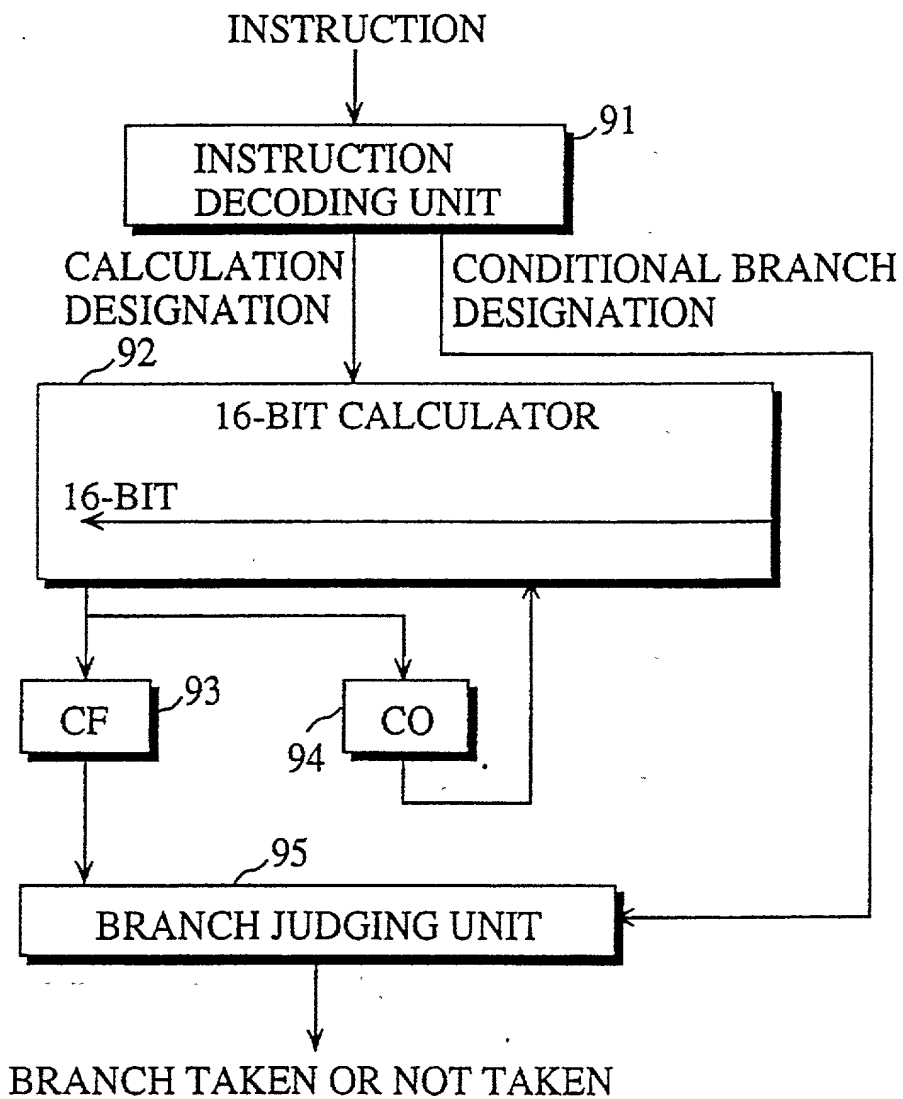 INSTRUCTION
91
INSTRUCTION
DECODING UNIT
CALCULATION
DESIGNATION
CONDITIONAL BRANCH
DESIGNATION
92
16-BIT CALCULATOR
16-BIT
CF
93
CO
94
95
BRANCH JUDGING UNIT
BRANCH TAKEN OR NOT TAKEN